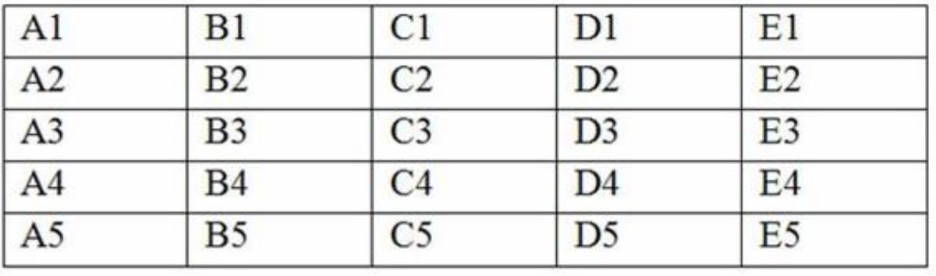 A1 B1 C1 D1 E1
A2 B2 C2 D2 E2
A3 B3 C3 D3 E3
A4 B4 C4 D4 E4
A5 B5 C5 D5 E5